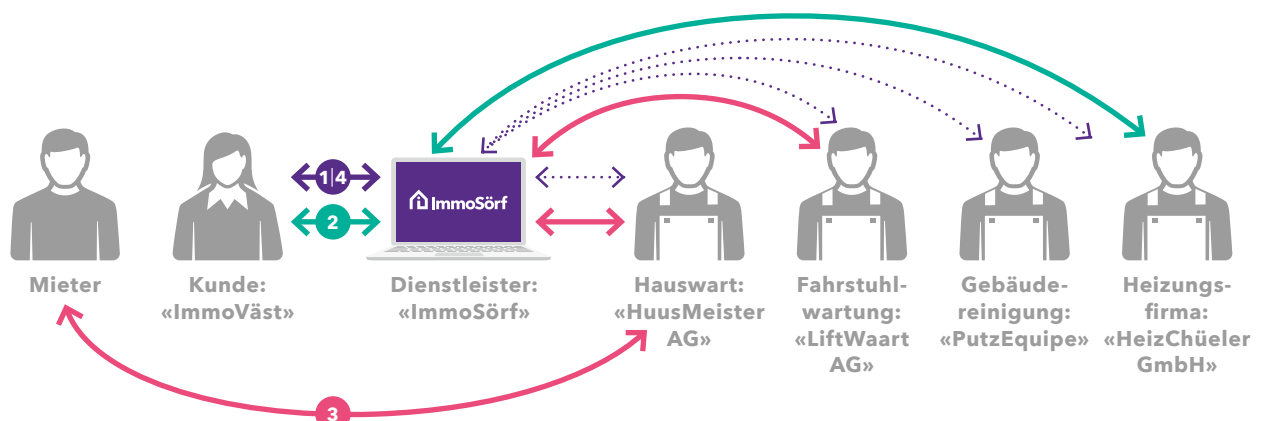 1|4
2
ImmoSörf
Mieter
Kunde:
«ImmoVäst»
Dienstleister:
«ImmoSörf»
Hauswart:
«HuusMeister
AG»
Fahrstuhl-
wartung:
«LiftWaart
AG»
Gebäude-
reinigung:
«PutzEquipe»
Heizungs-
firma:
«HeizChüeler
GmbH»
3